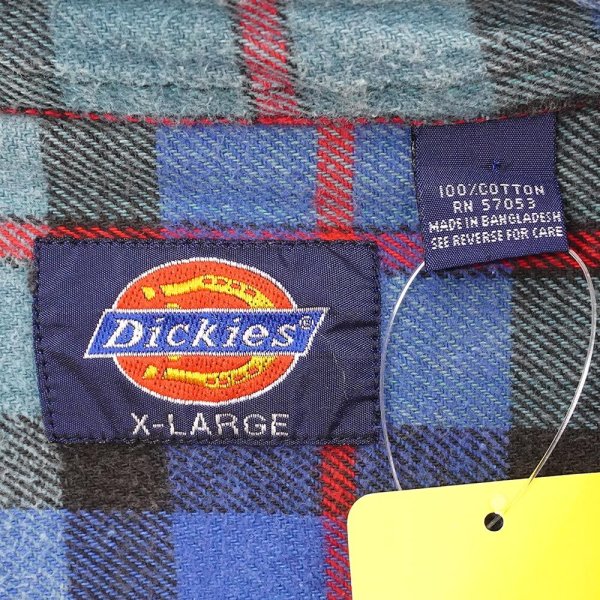 100%COTTON
RN 57053
MADE IN BANGLADESH
SEE REVERSE FOR CARE
Dickies®
X-LARGE